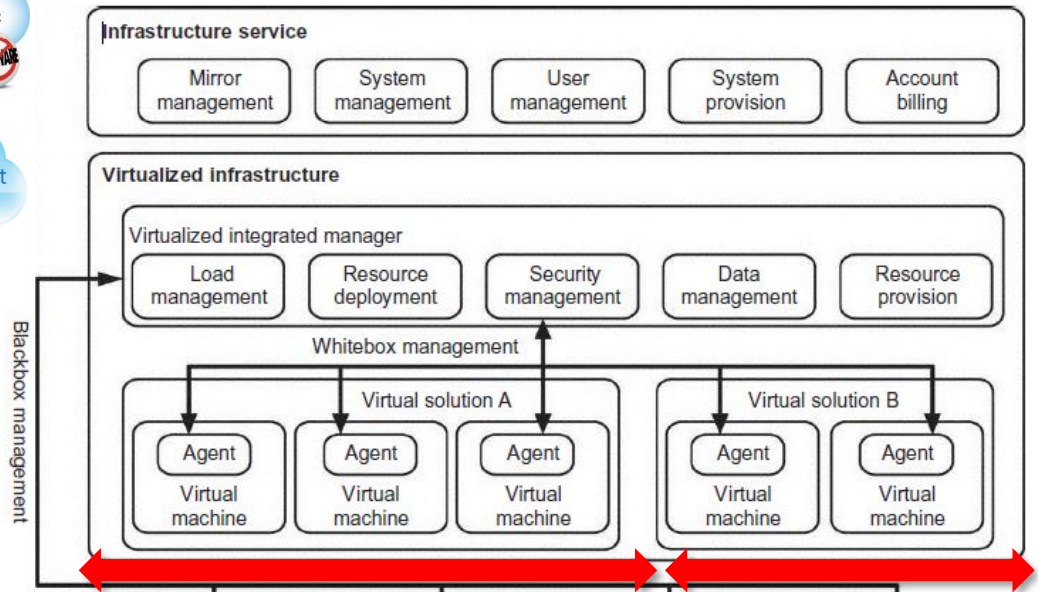 Infrastructure service
Mirror
management
System
management
User
management
System
provision
Account
billing
Virtualized infrastructure
Virtualized integrated manager
Load
management
Resource
deployment
Security
management
Data
management
Resource
provision
Blackbox management
Whitebox management
Virtual solution A
Agent
Virtual
machine
Agent
Virtual
machine
Agent
Virtual
machine
Virtual solution B
Agent
Virtual
machine
Agent
Virtual
machine